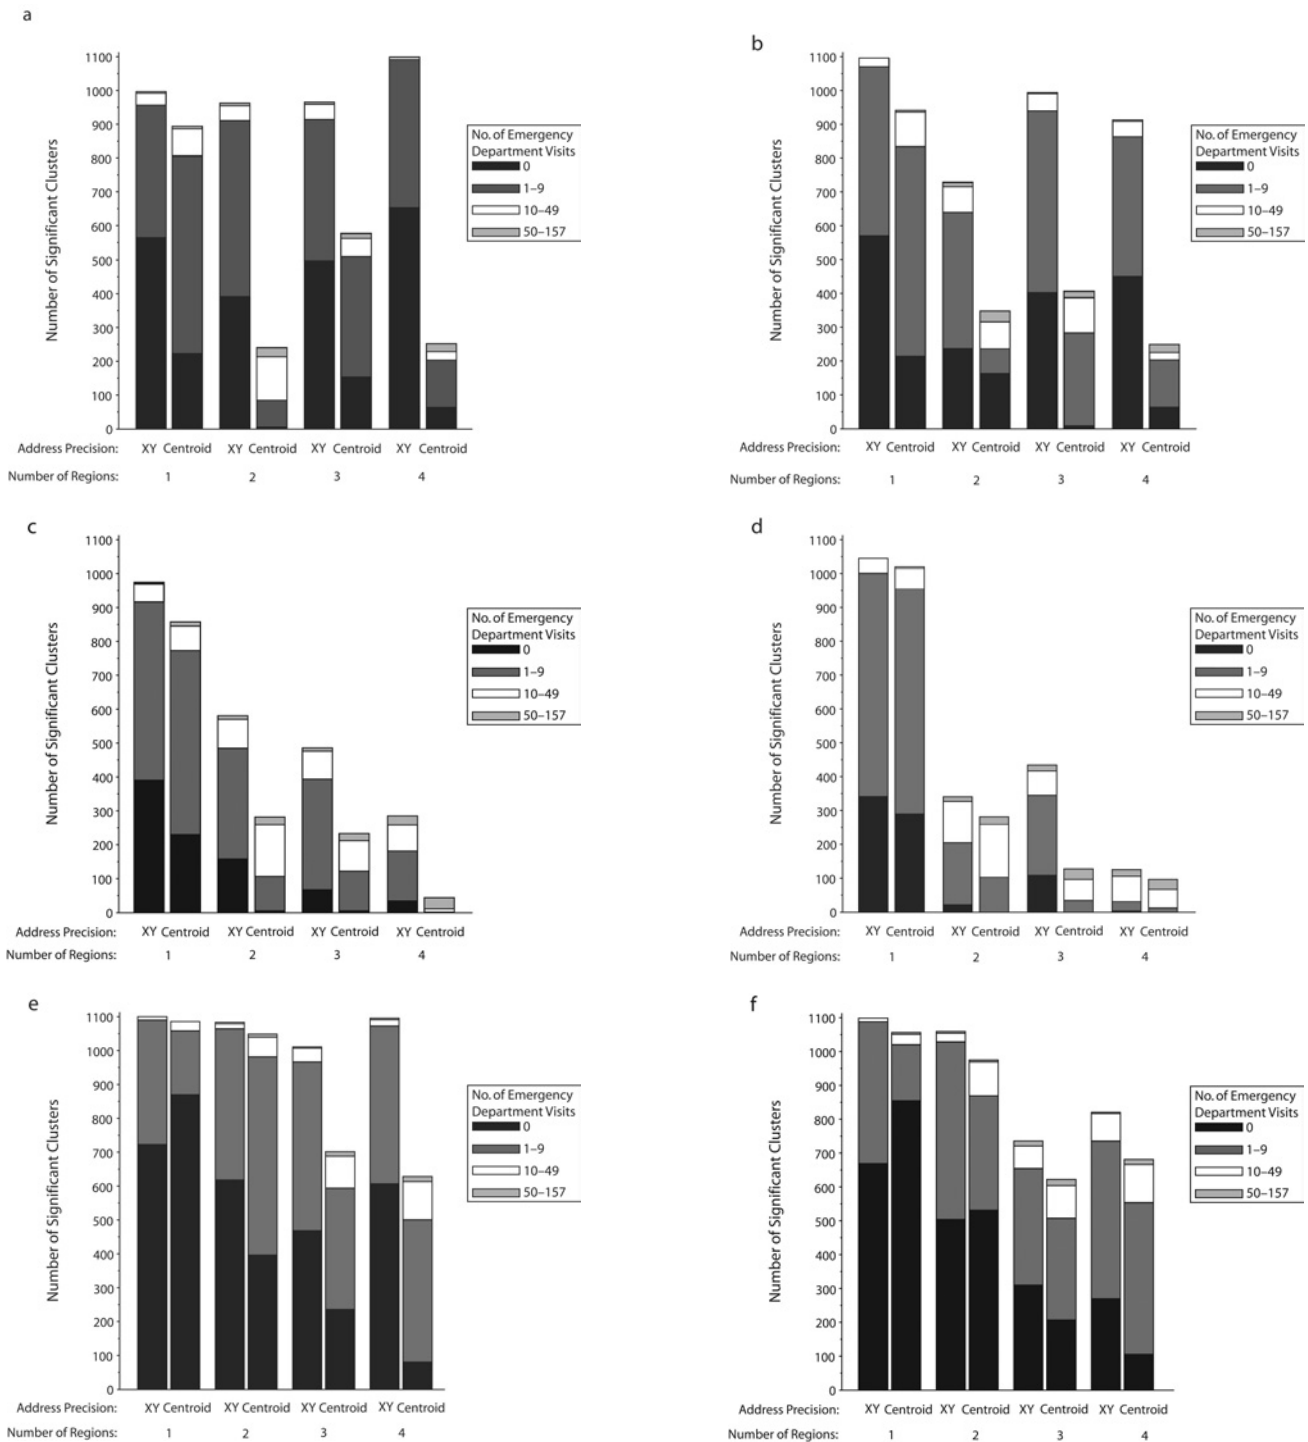 a
Number of Significant Clusters
1100
1000
900
800
700
600
500
400
300
200
100
0
No. of Emergency
Department Visits
0
1–9
10–49
50–157
Address Precision: XY Centroid XY Centroid XY Centroid XY Centroid
Number of Regions: 1 2 3 4
b
Number of Significant Clusters
1100
1000
900
800
700
600
500
400
300
200
100
0
No. of Emergency
Department Visits
0
1–9
10–49
50–157
Address Precision: XY Centroid XY Centroid XY Centroid XY Centroid
Number of Regions: 1 2 3 4
c
Number of Significant Clusters
1100
1000
900
800
700
600
500
400
300
200
100
0
No. of Emergency
Department Visits
0
1–9
10–49
50–157
Address Precision: XY Centroid XY Centroid XY Centroid XY Centroid
Number of Regions: 1 2 3 4
d
Number of Significant Clusters
1100
1000
900
800
700
600
500
400
300
200
100
0
No. of Emergency
Department Visits
0
1–9
10–49
50–157
Address Precision: XY Centroid XY Centroid XY Centroid XY Centroid
Number of Regions: 1 2 3 4
e
Number of Significant Clusters
1100
1000
900
800
700
600
500
400
300
200
100
0
No. of Emergency
Department Visits
0
1–9
10–49
50–157
Address Precision: XY Centroid XY Centroid XY Centroid XY Centroid
Number of Regions: 1 2 3 4
f
Number of Significant Clusters
1100
1000
900
800
700
600
500
400
300
200
100
0
No. of Emergency
Department Visits
0
1–9
10–49
50–157
Address Precision: XY Centroid XY Centroid XY Centroid XY Centroid
Number of Regions: 1 2 3 4